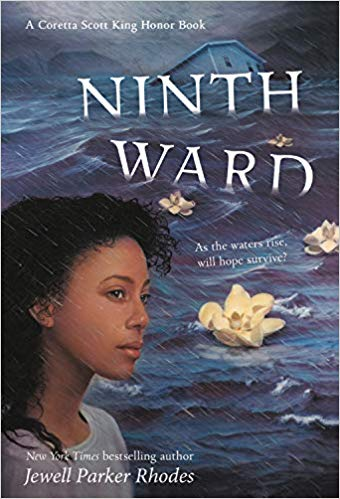 A Coretta Scott King Honor Book
NINTH
WARD
As the waters rise,
will hope survive?
New York Times bestselling author
Jewell Parker Rhodes